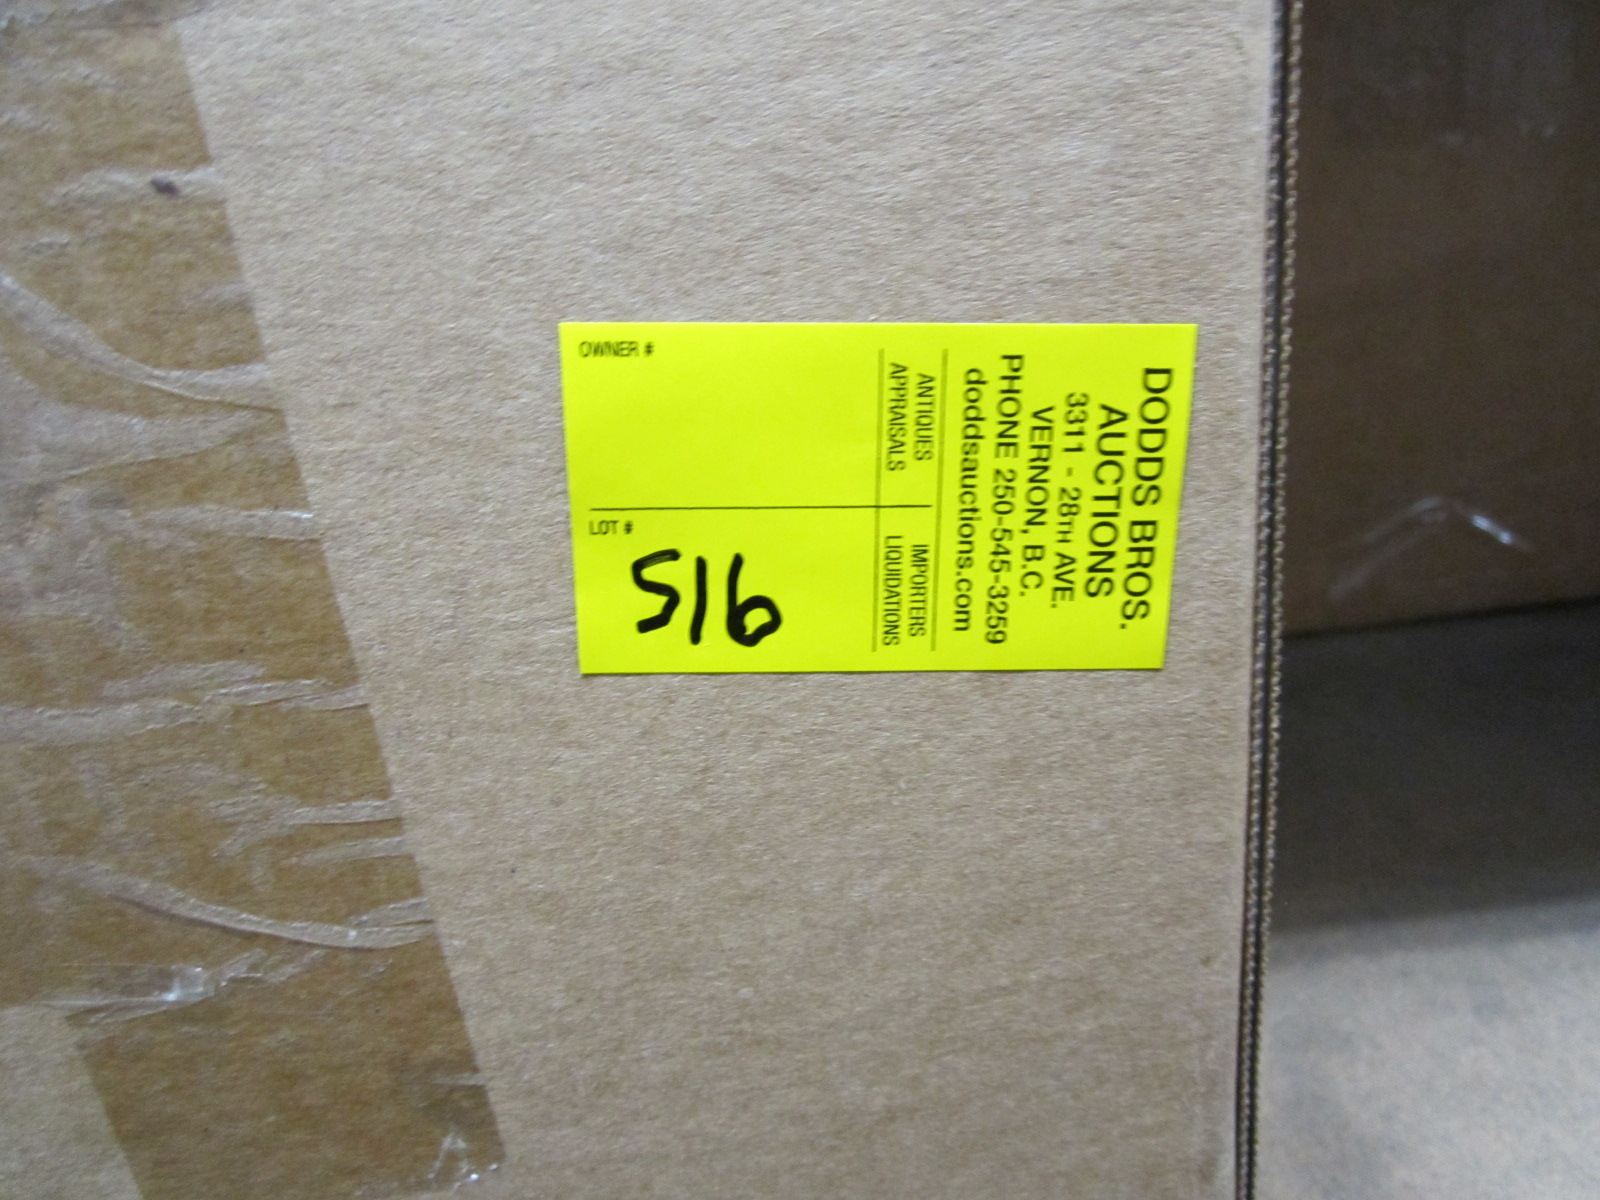 DODDS BROS.
AUCTIONS
3311 - 28TH AVE.
VERNON, B.C.
PHONE 250-545-3259
doddsauctions.com
ANTIQUES IMPORTERS
APPRAISALS LIQUIDATIONS
OWNER #
LOT #
516